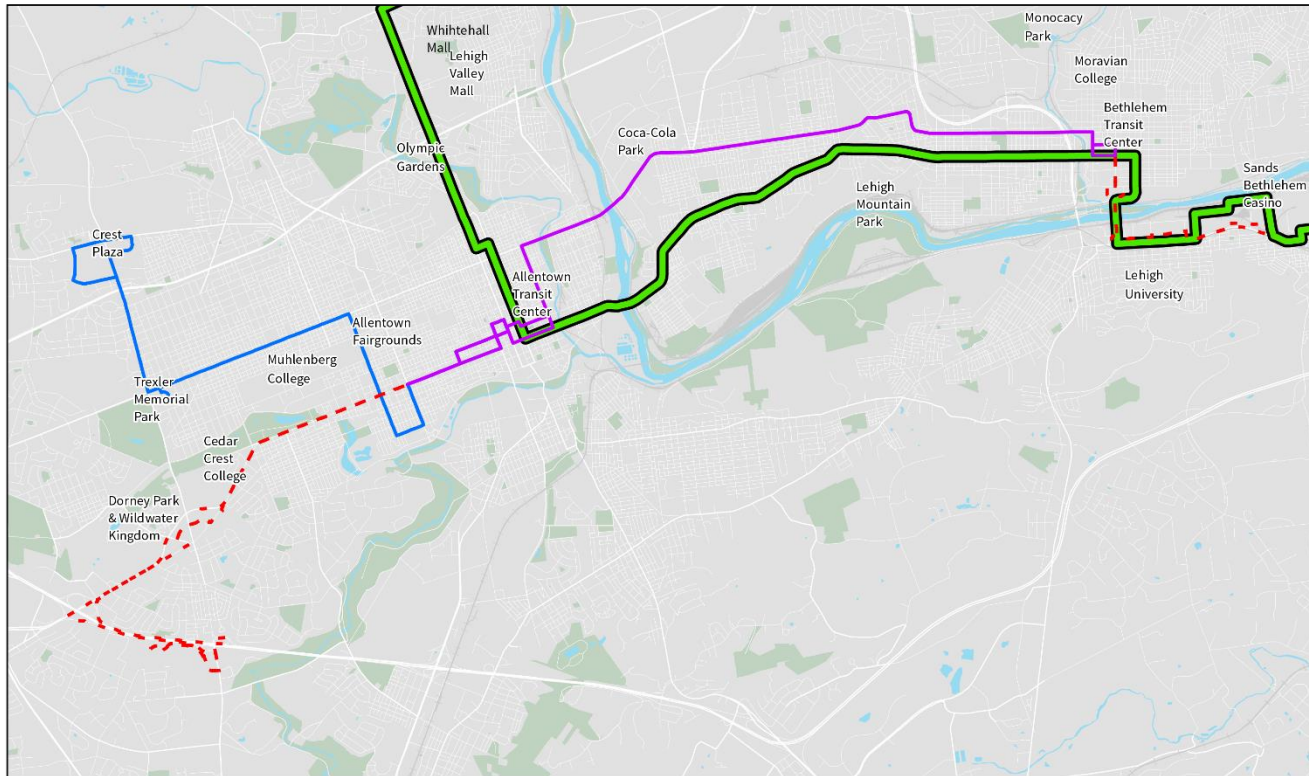 Monocacy
Park
Whihtehall
Mall
Lehigh
Valley
Mall
Moravian
College
Bethlehem
Transit
Center
Coca-Cola
Park
Olympic
Gardens
Sands
Bethlehem
Casino
Lehigh
Mountain
Park
Crest
Plaza
Allentown
Transit
Center
Lehigh
University
Allentown
Fairgrounds
Muhlenberg
College
Trexler
Memorial
Park
Cedar
Crest
College
Dorney Park
& Wildwater
Kingdom